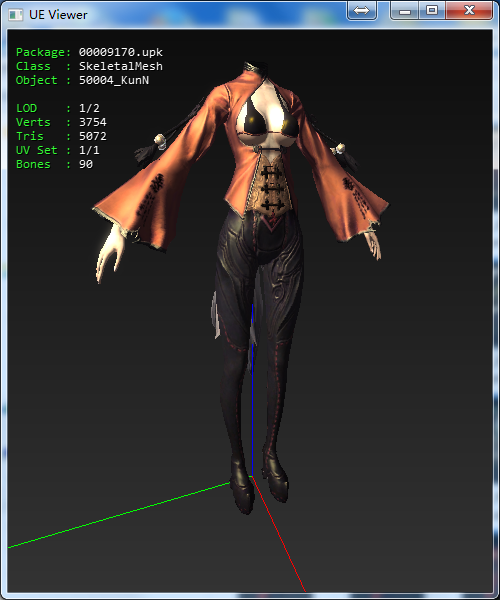 UE Viewer
Package: 00009170.upk
Class : SkeletalMesh
Object : 50004_KunN
LOD : 1/2
Verts : 3754
Tris : 5072
UV Set : 1/1
Bones : 90